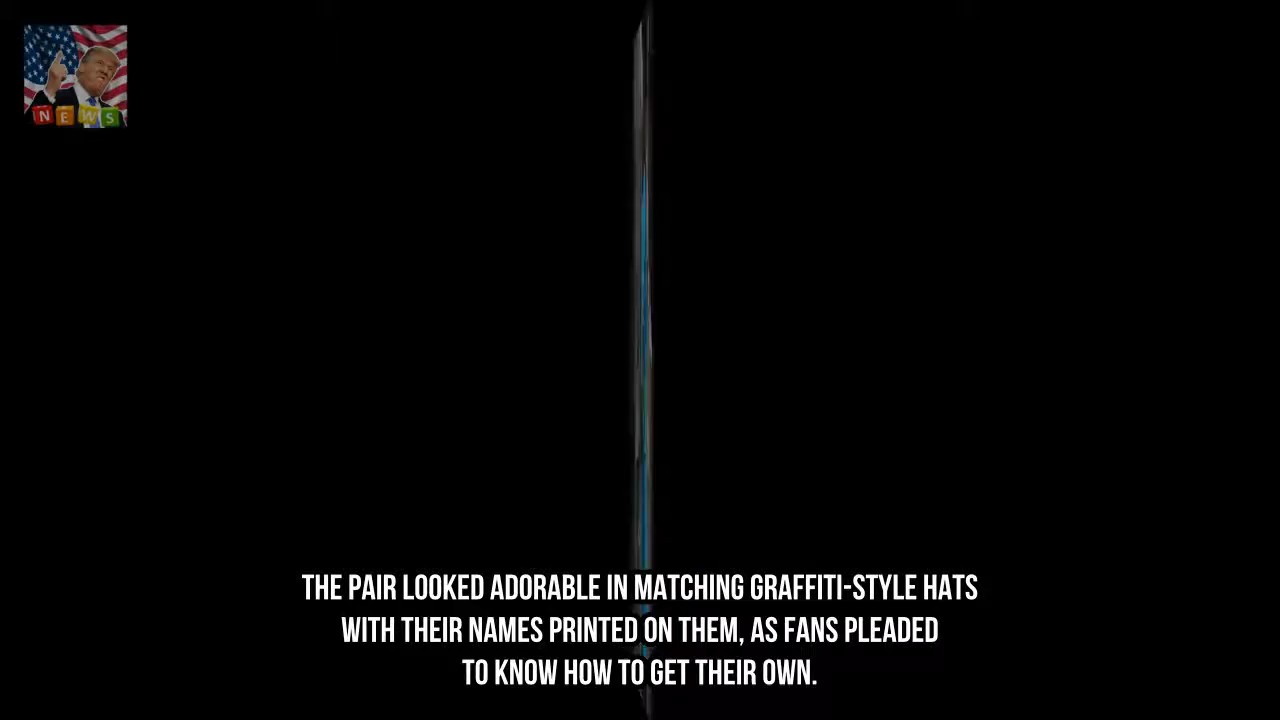 NEWS
THE PAIR LOOKED ADORABLE IN MATCHING GRAFFITI-STYLE HATS
WITH THEIR NAMES PRINTED ON THEM, AS FANS PLEADED
TO KNOW HOW TO GET THEIR OWN.